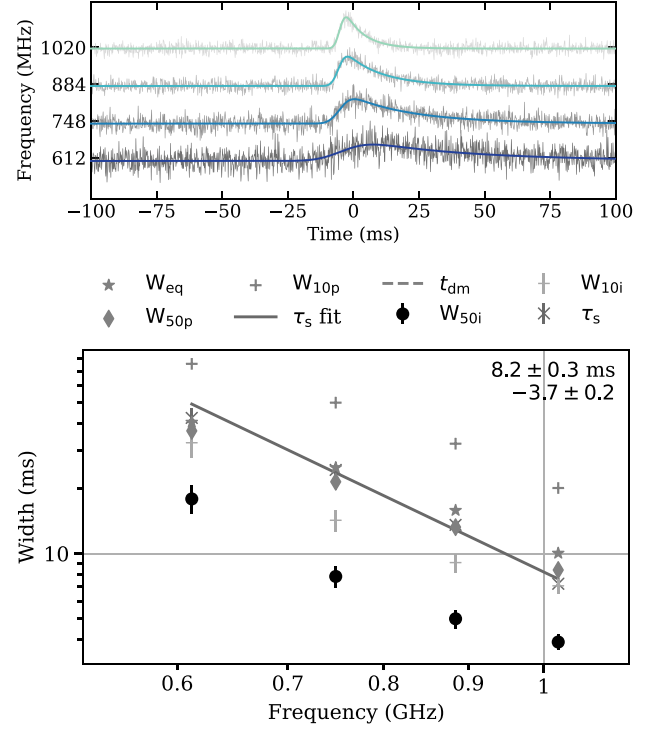 Frequency (MHz)
1020
884
748
612
−100 −75 −50 −25 0 25 50 75 100
Time (ms)
W_eq W_10p t_dm W_10i
W_50p τ_s fit W_50i τ_s
8.2 ± 0.3 ms
−3.7 ± 0.2
Width (ms)
10
0.6 0.7 0.8 0.9 1
Frequency (GHz)